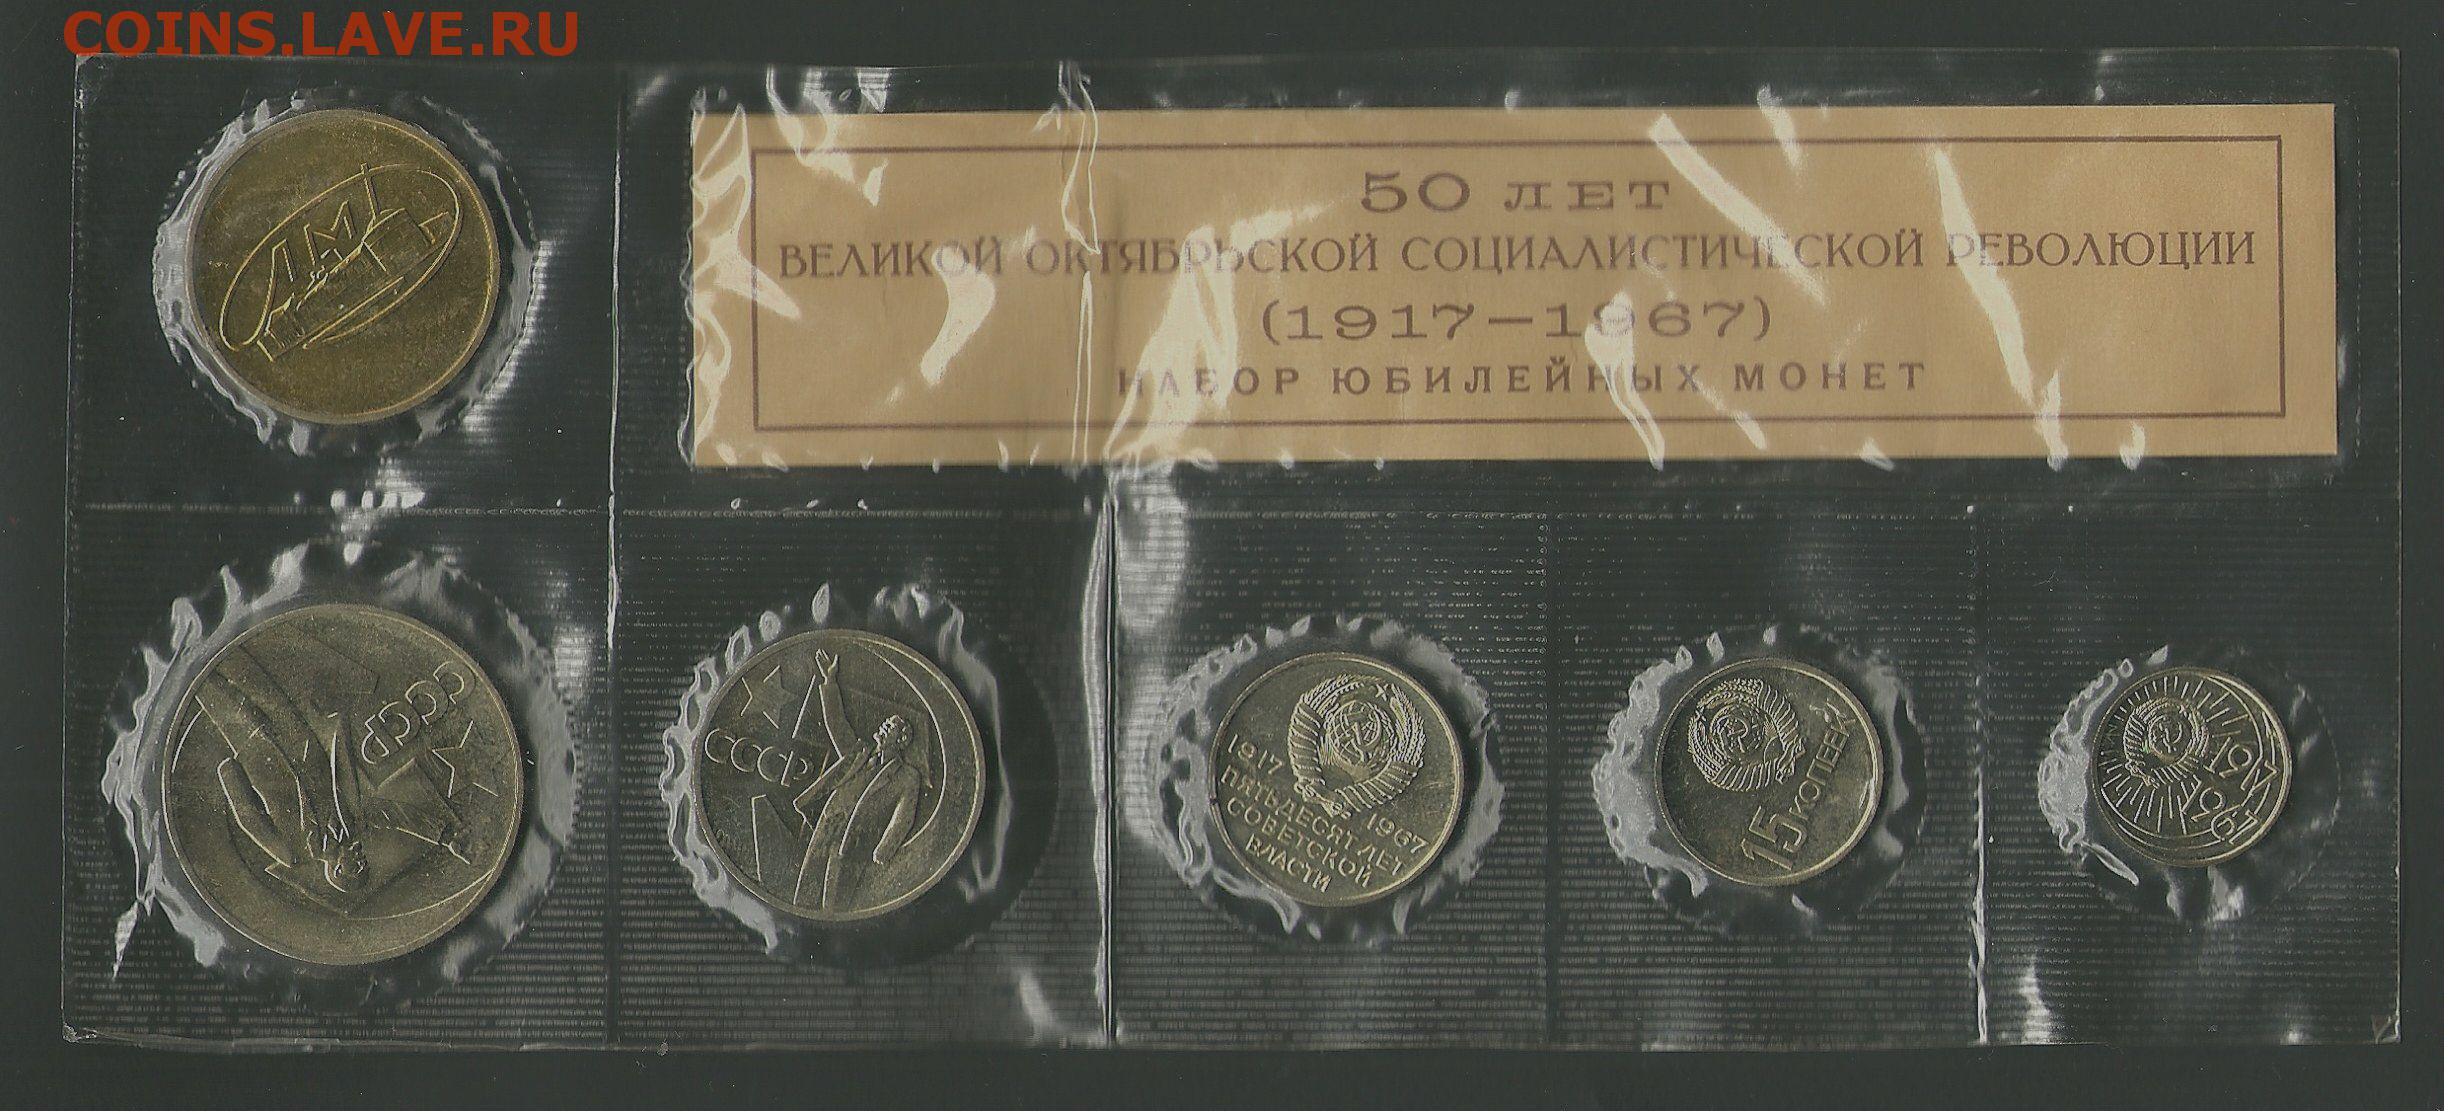 COINS.LAVE.RU
50 ЛЕТ
ВЕЛИКОЙ ОКТЯБРЬСКОЙ СОЦИАЛИСТИЧЕСКОЙ РЕВОЛЮЦИИ
(1917—1967)
НАБОР ЮБИЛЕЙНЫХ МОНЕТ
ЛМД
СССР
СССР
1917
1967
ПЯТЬДЕСЯТ ЛЕТ
СОВЕТСКОЙ
ВЛАСТИ
15 КОПЕЕК
1917
1967